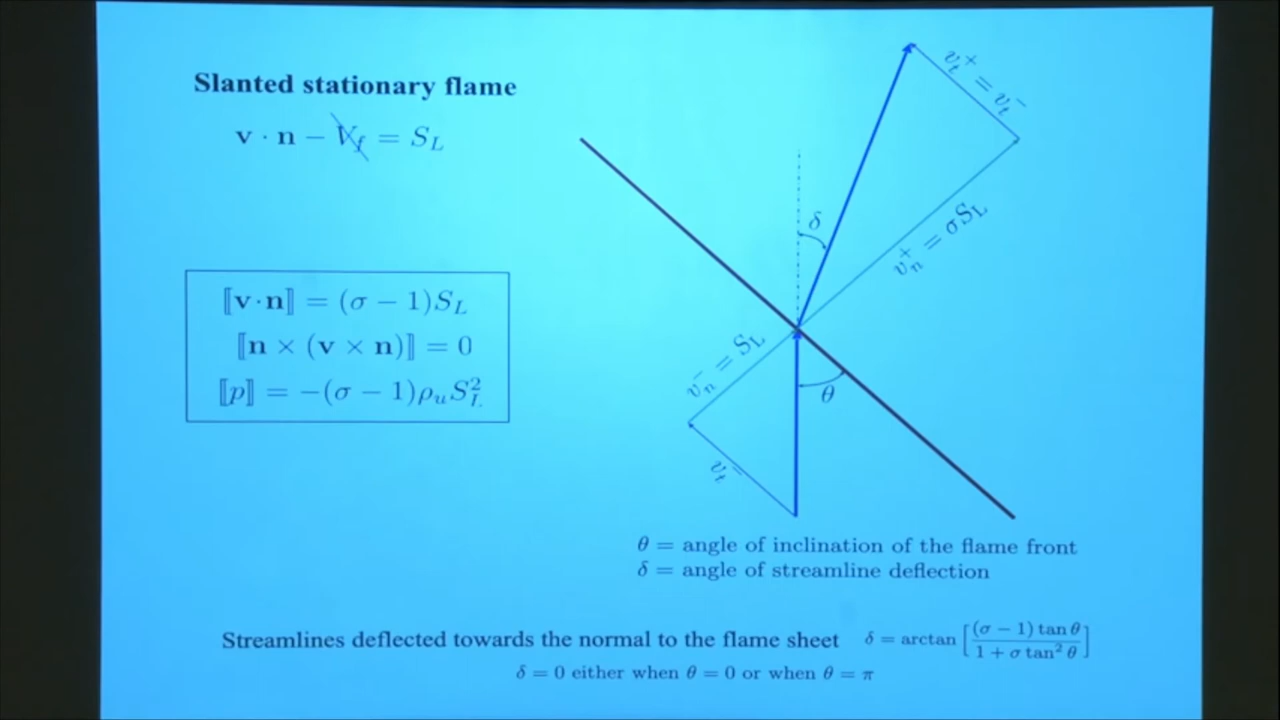 Slanted stationary flame
v · n − V_f = S_L
⟦v·n⟧ = (σ − 1)S_L
⟦n × (v × n)⟧ = 0
⟦p⟧ = −(σ − 1)ρ_u S_L^2
v_t^+ = v_t^-
δ
v_n^+ = σS_L
v_n^- = S_L
θ
v_t^-
θ = angle of inclination of the flame front
δ = angle of streamline deflection
Streamlines deflected towards the normal to the flame sheet δ = arctan [(σ − 1) tan θ / 1 + σ tan² θ]
δ = 0 either when θ = 0 or when θ = π